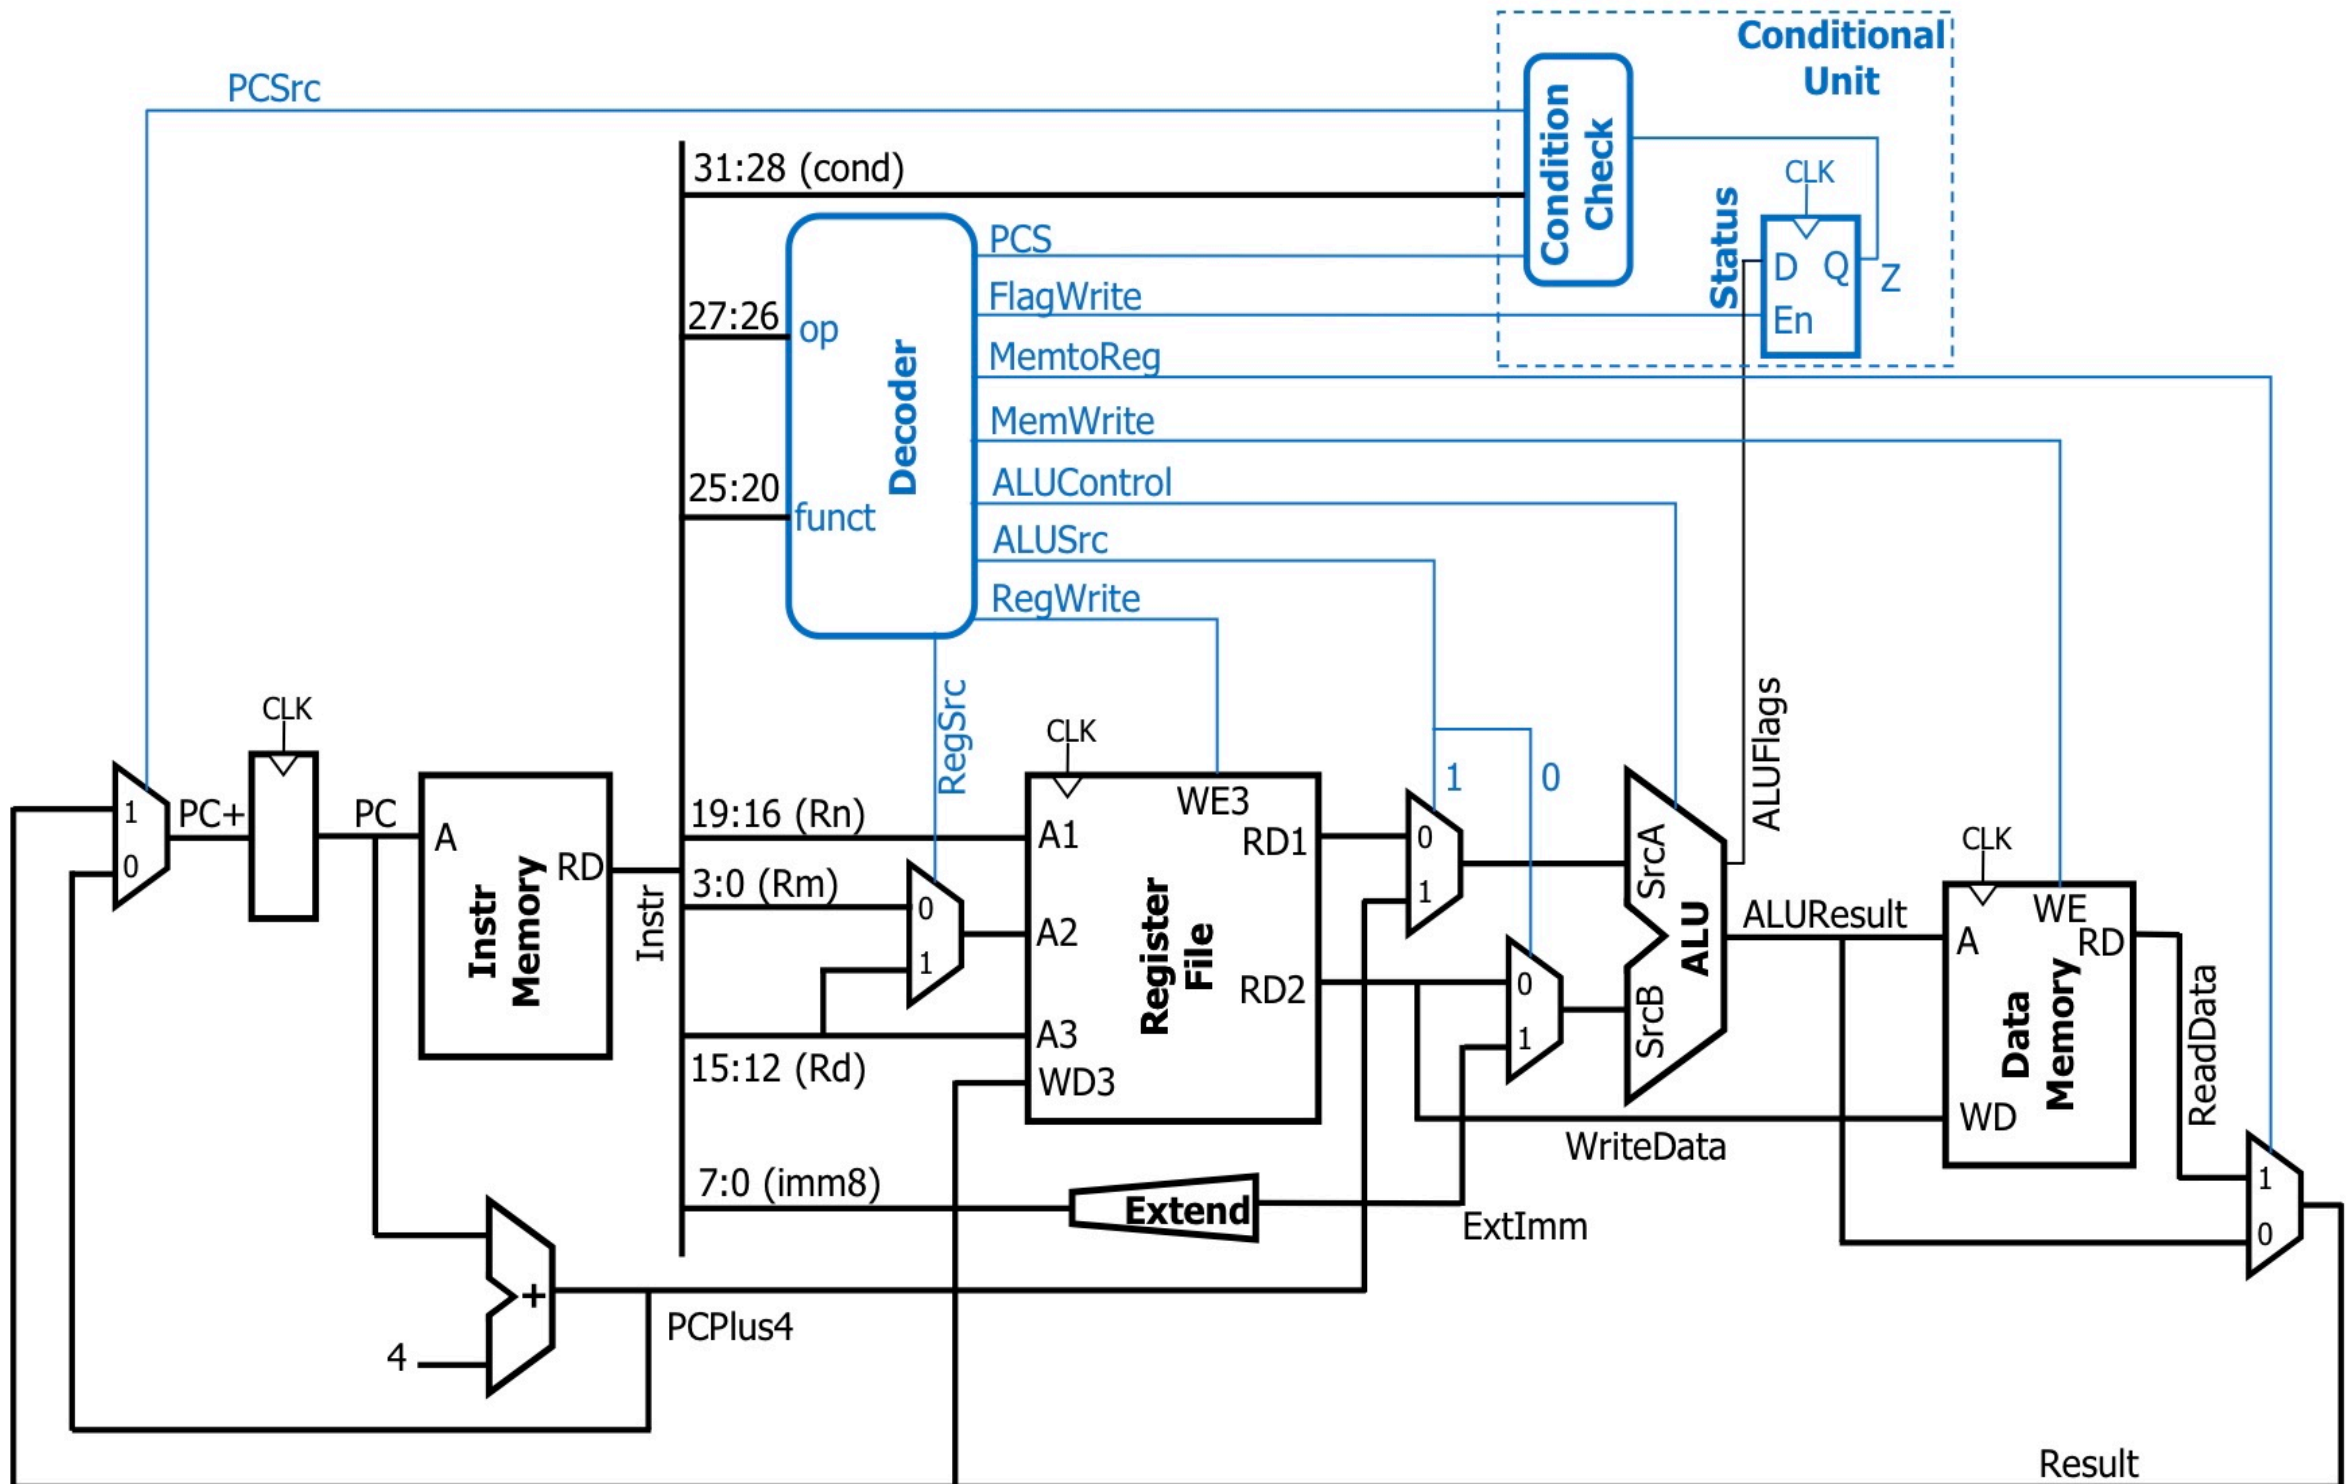 Conditional
Unit
PCSrc
Condition
Check
31:28 (cond)
CLK
Status
PCS
D
Q
Z
FlagWrite
En
27:26
op
Decoder
MemtoReg
MemWrite
25:20
funct
ALUControl
ALUSrc
RegWrite
RegSrc
ALUFlags
CLK
CLK
1
0
1
PC+
PC
0
A
RD
Instr
Memory
Instr
19:16 (Rn)
3:0 (Rm)
0
1
15:12 (Rd)
A1
WE3
RD1
A2
Register
File
RD2
A3
WD3
0
1
0
1
SrcA
ALU
SrcB
ALUResult
CLK
A
WE
RD
Data
Memory
WD
ReadData
WriteData
7:0 (imm8)
Extend
ExtImm
1
0
+
4
PCPlus4
Result